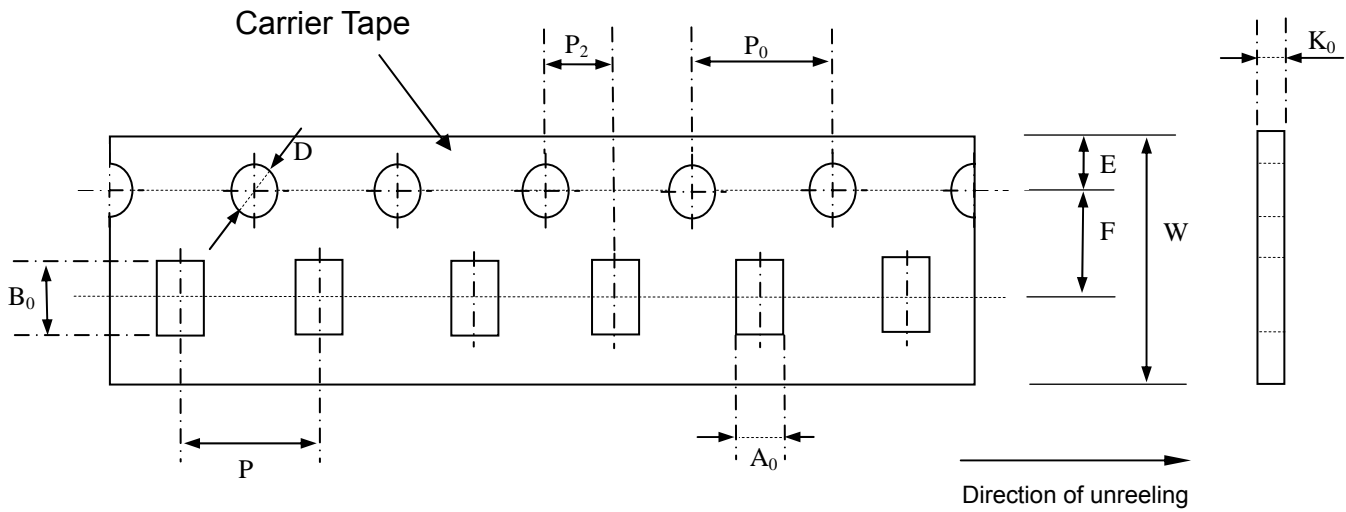 Carrier Tape
P₂
P₀
K₀
D
E
F
W
B₀
P
A₀
Direction of unreeling